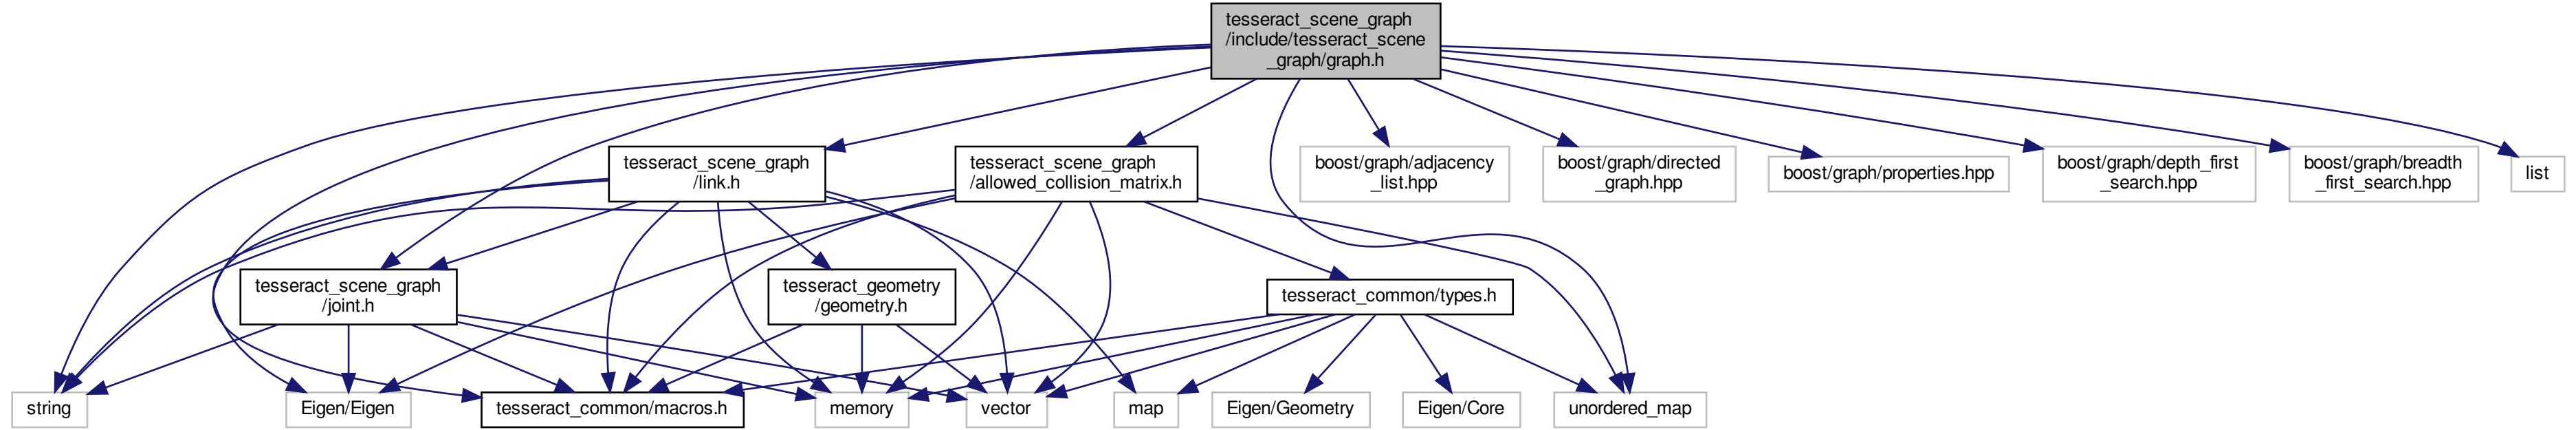 tesseract_scene_graph
/include/tesseract_scene
_graph/graph.h
tesseract_scene_graph
/link.h
tesseract_scene_graph
/allowed_collision_matrix.h
boost/graph/adjacency
_list.hpp
boost/graph/directed
_graph.hpp
boost/graph/properties.hpp
boost/graph/depth_first
_search.hpp
boost/graph/breadth
_first_search.hpp
list
tesseract_scene_graph
/joint.h
tesseract_geometry
/geometry.h
tesseract_common/types.h
string
Eigen/Eigen
tesseract_common/macros.h
memory
vector
map
Eigen/Geometry
Eigen/Core
unordered_map